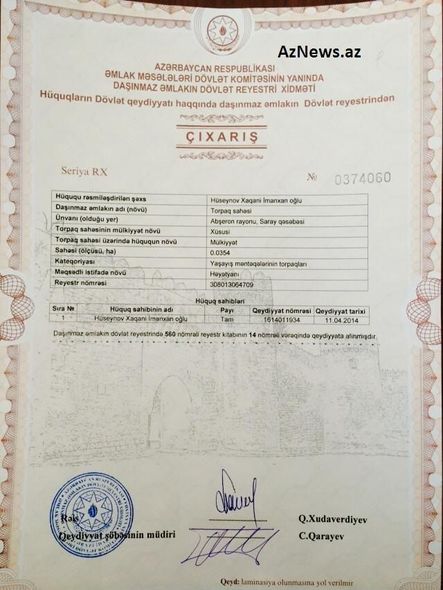 AzNews.az
AZƏRBAYCAN RESPUBLİKASI
ƏMLAK MƏSƏLƏLƏRİ DÖVLƏT KOMİTƏSİNİN YANINDA
DAŞINMAZ ƏMLAKIN DÖVLƏT REYESTRİ XİDMƏTİ
Hüquqların Dövlət qeydiyyatı haqqında daşınmaz əmlakın Dövlət reyestrindən
ÇIXARIŞ
Seriya RX № 0374060
Hüququ rəsmiləşdirilən şəxs Hüseynov Xaqani İmanxan oğlu
Daşınmaz əmlakın adı (növü) Torpaq sahəsi
Ünvanı (olduğu yer) Abşeron rayonu, Saray qəsəbəsi
Torpaq sahəsinin mülkiyyət növü Xüsusi
Torpaq sahəsi üzərində hüququn növü Mülkiyyət
Sahəsi (ölçüsü, ha) 0.0354
Kateqoriyası Yaşayış məntəqələrinin torpaqları
Məqsədli istifadə növü Həyətyanı
Reyestr nömrəsi 308013064709
Hüquq sahibləri
Sıra № Hüquq sahibinin adı Payı Qeydiyyat nömrəsi Qeydiyyat tarixi
1 Hüseynov Xaqani İmanxan oğlu Tam 1614011934 11.04.2014
Daşınmaz əmlakın dövlət reyestrində 560 nömrəli reyestr kitabının 14 nömrəli vərəqində qeydiyyata alınmışdır.
Rəis Q.Xudaverdiyev
Qeydiyyat şöbəsinin müdiri C.Qarayev
Qeyd: laminasiya olunmasına yol verilmir